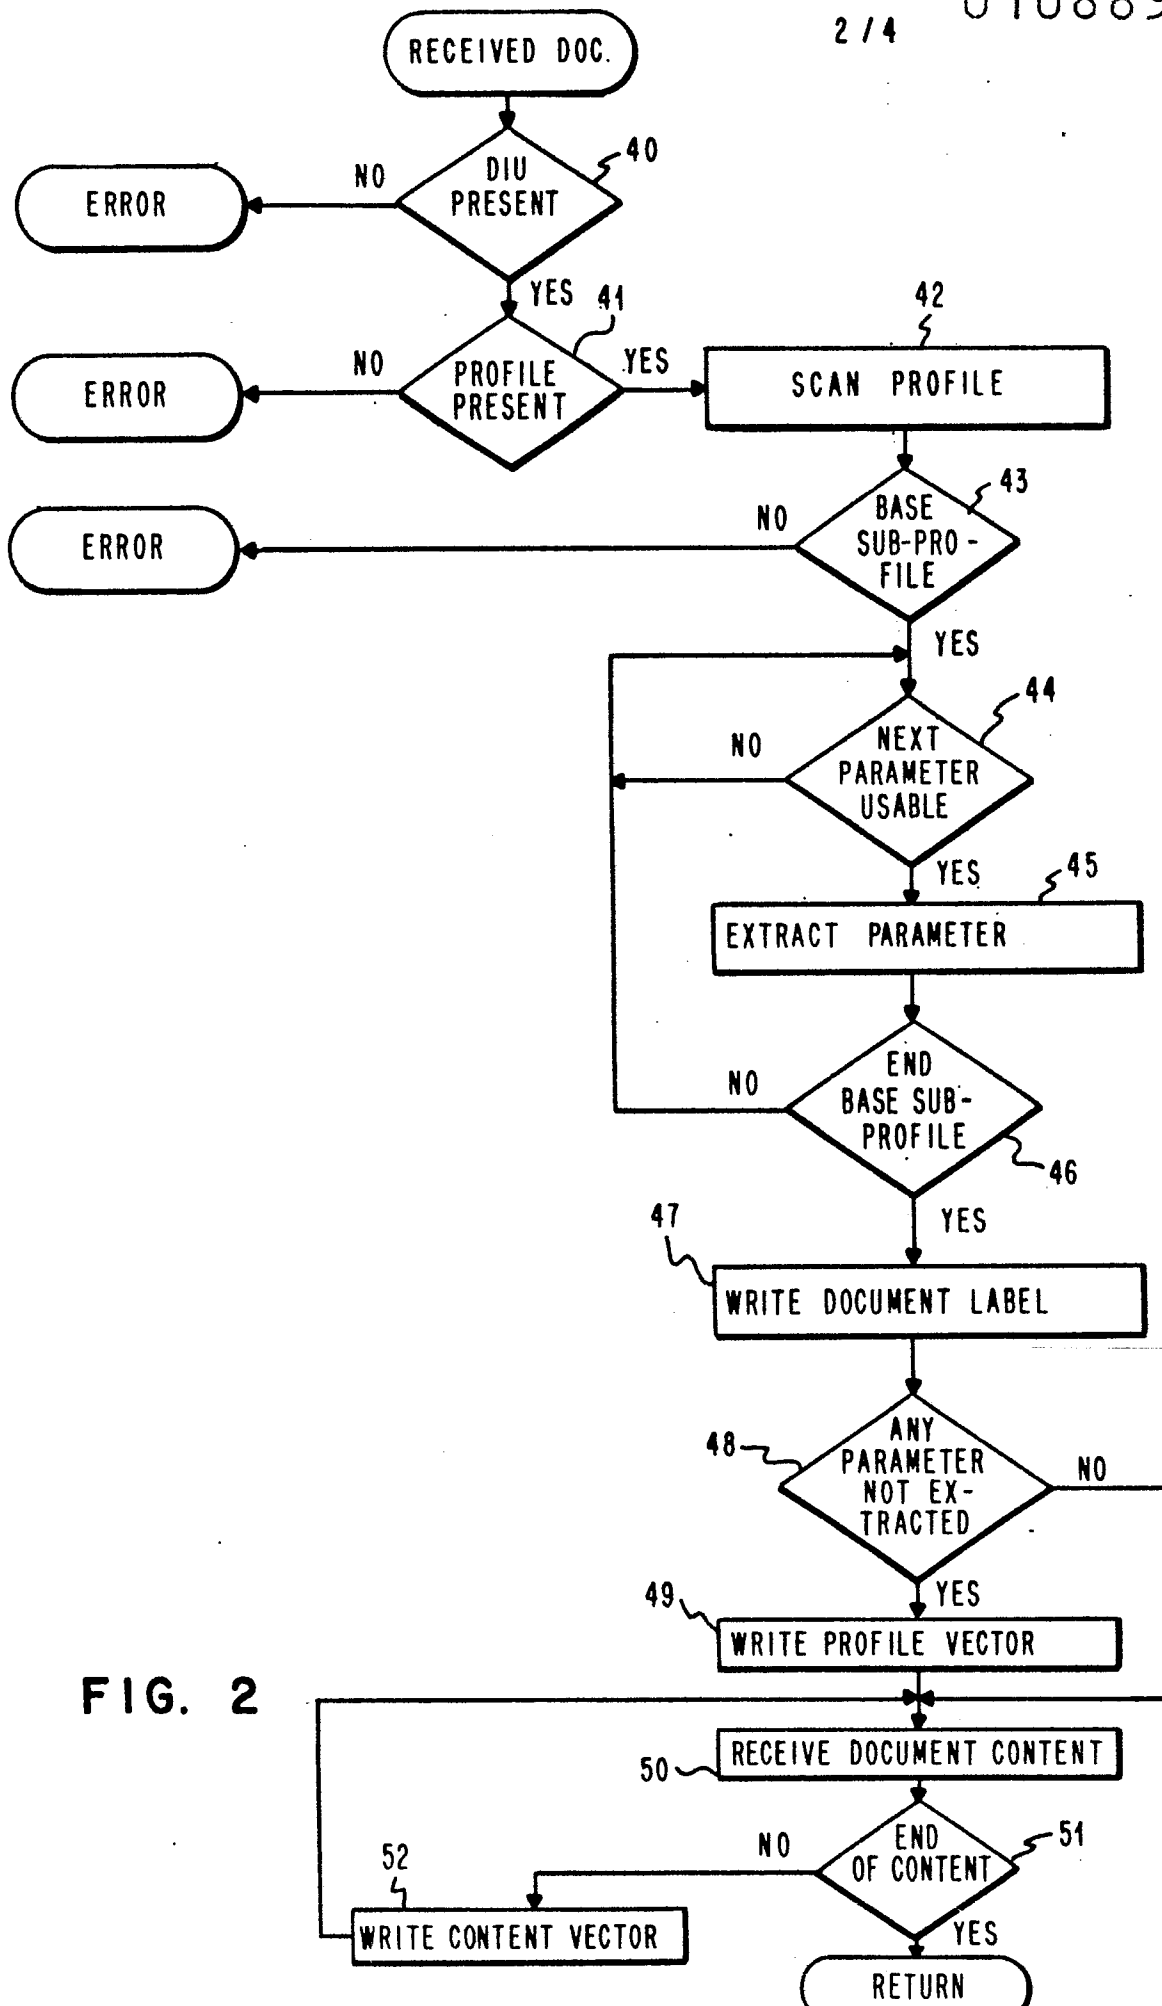 2/4
RECEIVED DOC.
40
DIU
PRESENT
NO
ERROR
YES
41
PROFILE
PRESENT
NO
ERROR
YES
42
SCAN PROFILE
43
BASE
SUB-PRO-
FILE
NO
ERROR
YES
44
NEXT
PARAMETER
USABLE
NO
YES
45
EXTRACT PARAMETER
END
BASE SUB-
PROFILE
NO
46
YES
47
WRITE DOCUMENT LABEL
48
ANY
PARAMETER
NOT EX-
TRACTED
NO
YES
49
WRITE PROFILE VECTOR
FIG. 2
RECEIVE DOCUMENT CONTENT
50
END
OF CONTENT
51
NO
52
WRITE CONTENT VECTOR
YES
RETURN